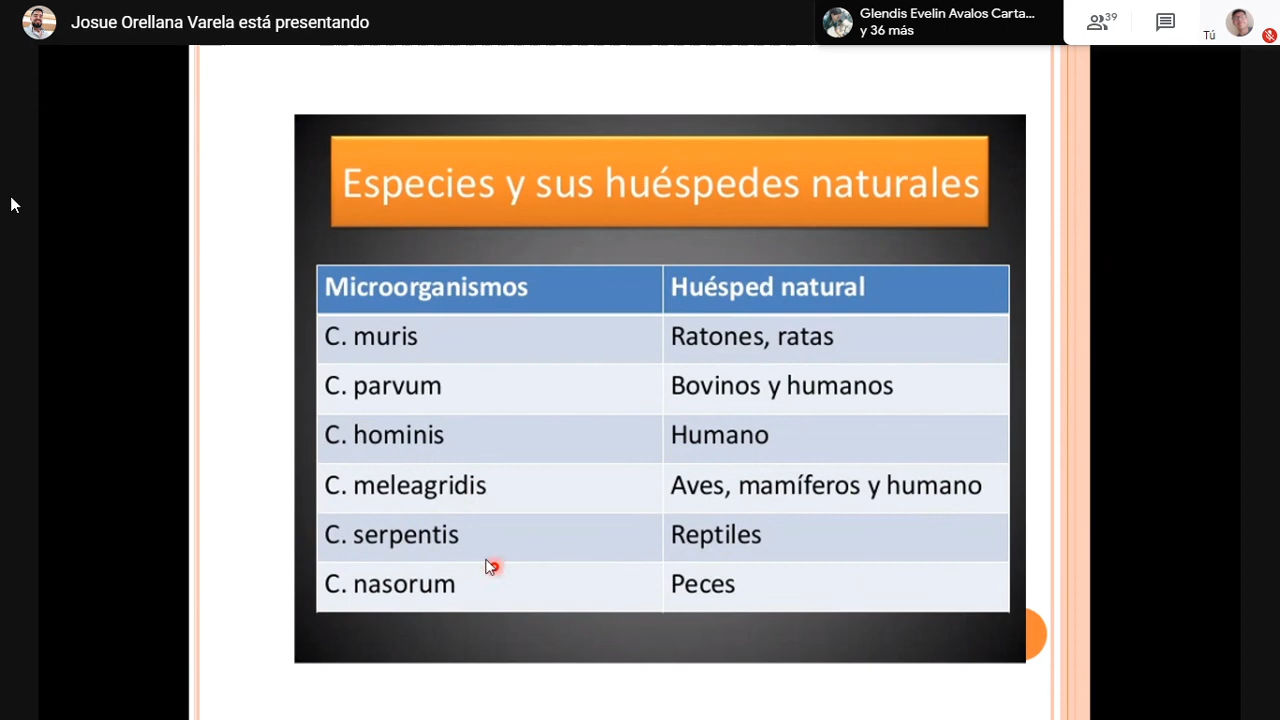 Josue Orellana Varela está presentando
Glendis Evelin Avalos Carta...
y 36 más
39
Tú
Especies y sus huéspedes naturales
Microorganismos Huésped natural
C. muris Ratones, ratas
C. parvum Bovinos y humanos
C. hominis Humano
C. meleagridis Aves, mamíferos y humano
C. serpentis Reptiles
C. nasorum Peces